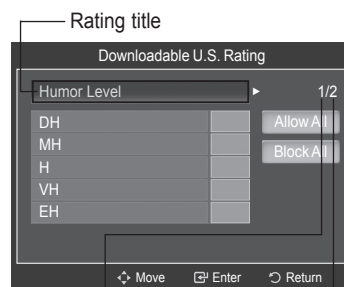 Rating title
Downloadable U.S. Rating
Humor Level ► 1/2
DH Allow All
MH Block All
H
VH
EH
Move Enter Return